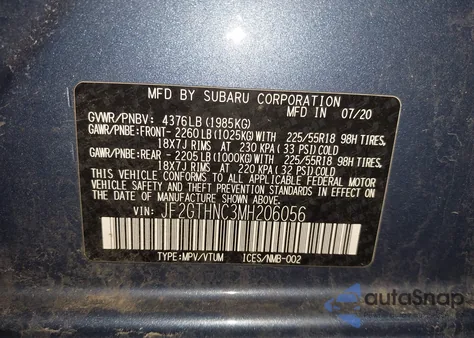 MFD BY SUBARU CORPORATION
MFD. IN 07/20
GVWR/PNBV: 4376LB (1985KG)
GAWR/PNBE:FRONT- 2260LB(1025KG)WITH 225/55R18 98H TIRES,
18X7J RIMS AT 230 KPA( 33 PSI)COLD
GAWR/PNBE:REAR - 2205LB(1000KG)WITH 225/55R18 98H TIRES,
18X7J RIMS AT 220 KPA( 32 PSI)COLD
THIS VEHICLE CONFORMS TO ALL APPLICABLE FEDERAL MOTOR
VEHICLE SAFETY STANDARDS IN EFFECT ON THE DATE OF
MANUFACTURE SHOWN ABOVE.
VIN: JF2GTHNC3MH206056
TYPE:MPV/VTUM ICES/NMB-002
autoSnap